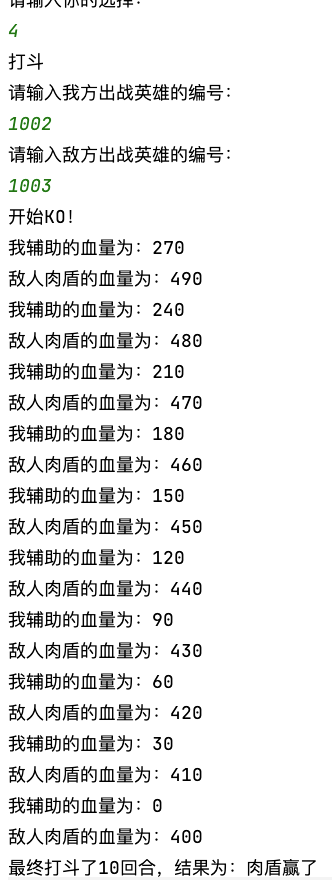 请输入你的选择：
4
打斗
请输入我方出战英雄的编号：
1002
请输入敌方出战英雄的编号：
1003
开始KO!
我辅助的血量为：270
敌人肉盾的血量为：490
我辅助的血量为：240
敌人肉盾的血量为：480
我辅助的血量为：210
敌人肉盾的血量为：470
我辅助的血量为：180
敌人肉盾的血量为：460
我辅助的血量为：150
敌人肉盾的血量为：450
我辅助的血量为：120
敌人肉盾的血量为：440
我辅助的血量为：90
敌人肉盾的血量为：430
我辅助的血量为：60
敌人肉盾的血量为：420
我辅助的血量为：30
敌人肉盾的血量为：410
我辅助的血量为：0
敌人肉盾的血量为：400
最终打斗了10回合，结果为：肉盾赢了